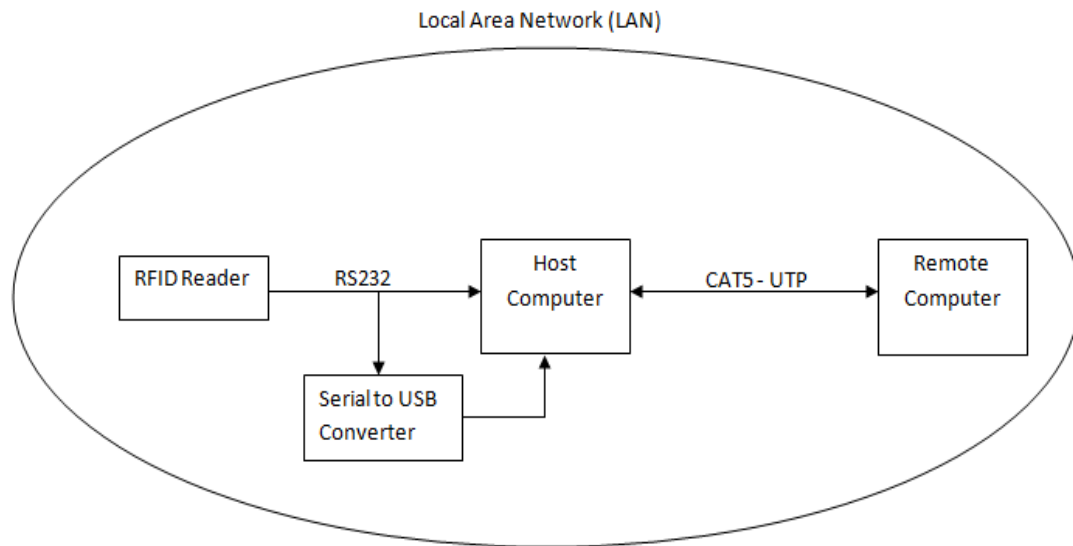 Local Area Network (LAN)
RFID Reader
RS232
Host
Computer
CAT5 - UTP
Remote
Computer
Serial to USB
Converter